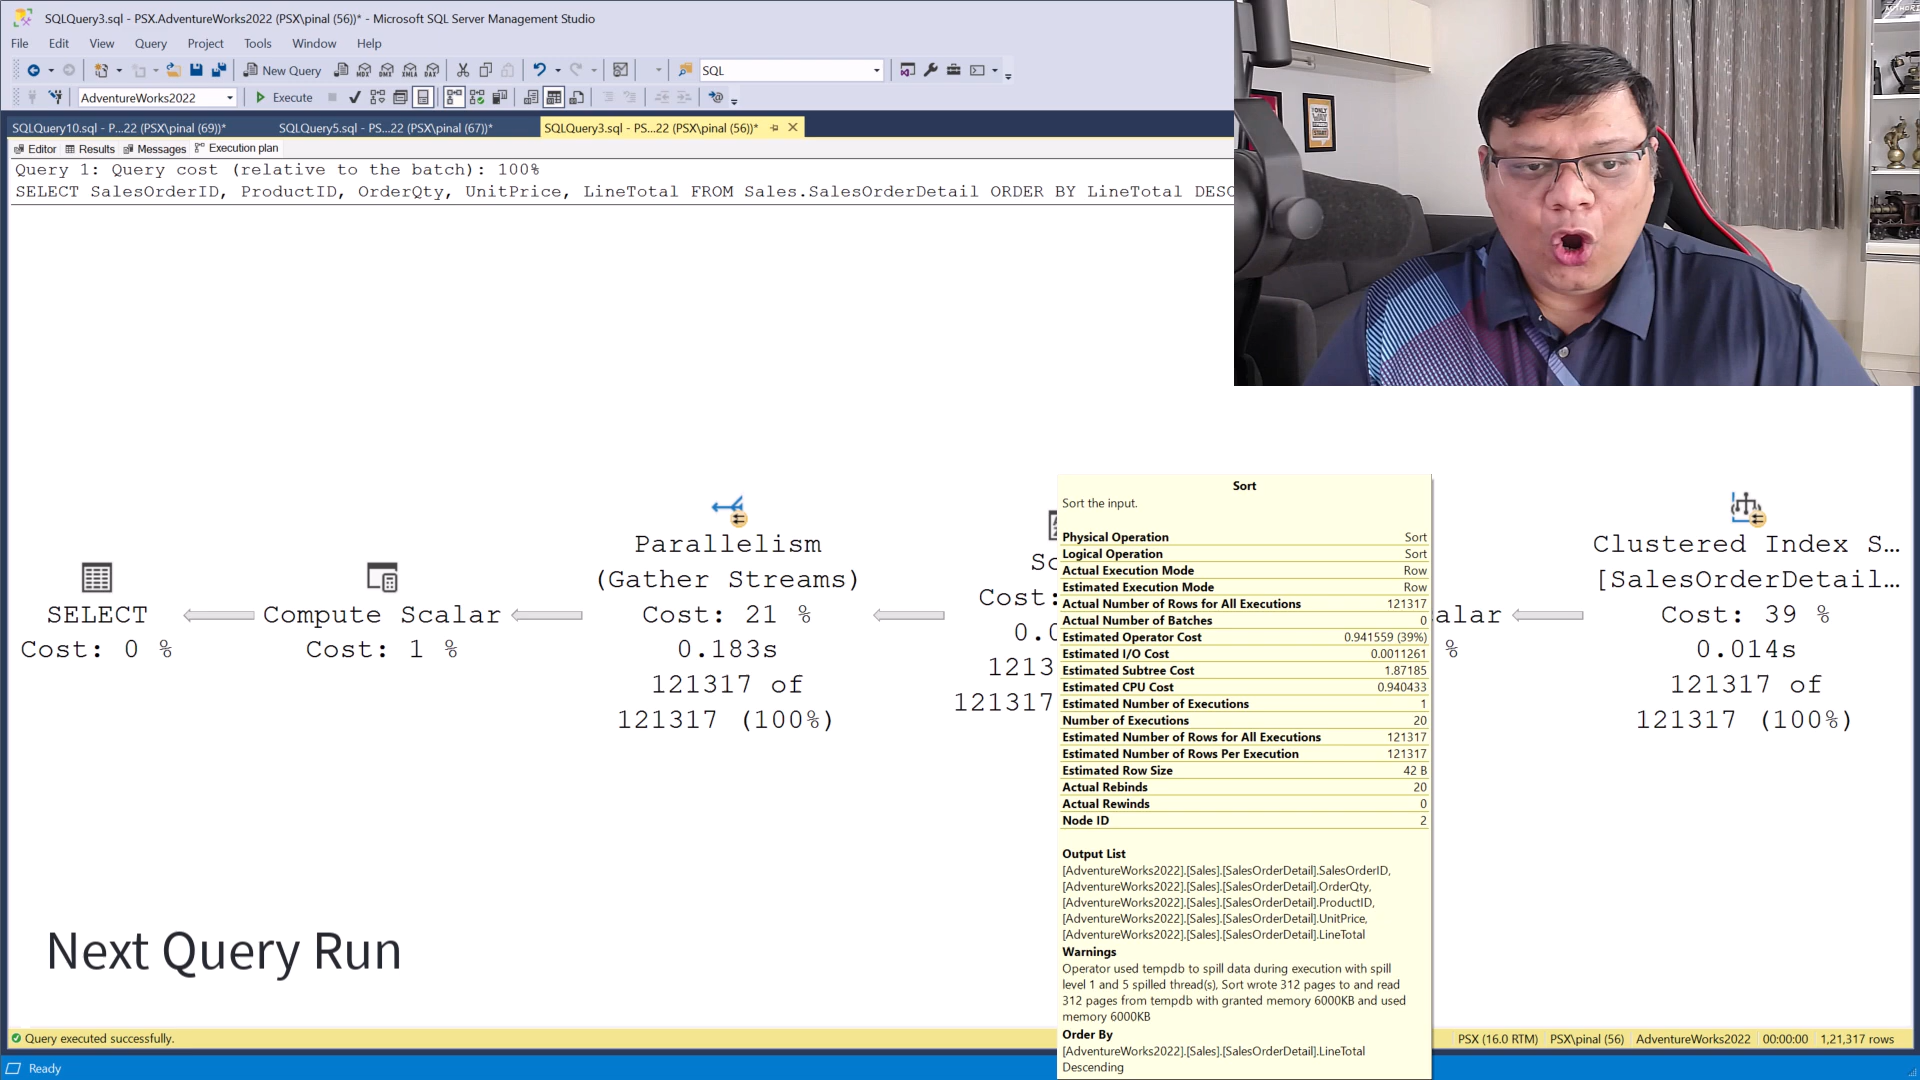 SQLQuery3.sql - PSX.AdventureWorks2022 (PSX\pinal (56))* - Microsoft SQL Server Management Studio
File Edit View Query Project Tools Window Help
New Query MDX DMX XMLA DAX SQL
AdventureWorks2022 Execute
SQLQuery10.sql - P...22 (PSX\pinal (69))* SQLQuery5.sql - PS...22 (PSX\pinal (67))* SQLQuery3.sql - PS...22 (PSX\pinal (56))*
Editor Results Messages Execution plan
Query 1: Query cost (relative to the batch): 100%
SELECT SalesOrderID, ProductID, OrderQty, UnitPrice, LineTotal FROM Sales.SalesOrderDetail ORDER BY LineTotal DESC
SELECT
Cost: 0 %
Compute Scalar
Cost: 1 %
Parallelism
(Gather Streams)
Cost: 21 %
0.183s
121317 of
121317 (100%)
So
Cost:
0.0
1213
121317
Sort
Sort the input.
Physical Operation Sort
Logical Operation Sort
Actual Execution Mode Row
Estimated Execution Mode Row
Actual Number of Rows for All Executions 121317
Actual Number of Batches 0
Estimated Operator Cost 0.941559 (39%)
Estimated I/O Cost 0.0011261
Estimated Subtree Cost 1.87185
Estimated CPU Cost 0.940433
Estimated Number of Executions 1
Number of Executions 20
Estimated Number of Rows for All Executions 121317
Estimated Number of Rows Per Execution 121317
Estimated Row Size 42 B
Actual Rebinds 20
Actual Rewinds 0
Node ID 2
Output List
[AdventureWorks2022].[Sales].[SalesOrderDetail].SalesOrderID,
[AdventureWorks2022].[Sales].[SalesOrderDetail].OrderQty,
[AdventureWorks2022].[Sales].[SalesOrderDetail].ProductID,
[AdventureWorks2022].[Sales].[SalesOrderDetail].UnitPrice,
[AdventureWorks2022].[Sales].[SalesOrderDetail].LineTotal
Warnings
Operator used tempdb to spill data during execution with spill
level 1 and 5 spilled thread(s), Sort wrote 312 pages to and read
312 pages from tempdb with granted memory 6000KB and used
memory 6000KB
Order By
[AdventureWorks2022].[Sales].[SalesOrderDetail].LineTotal
Descending
alar
%
Clustered Index S...
[SalesOrderDetail...
Cost: 39 %
0.014s
121317 of
121317 (100%)
Next Query Run
Query executed successfully. PSX (16.0 RTM) PSX\pinal (56) AdventureWorks2022 00:00:00 1,21,317 rows
Ready
I ONLY
WAY
START